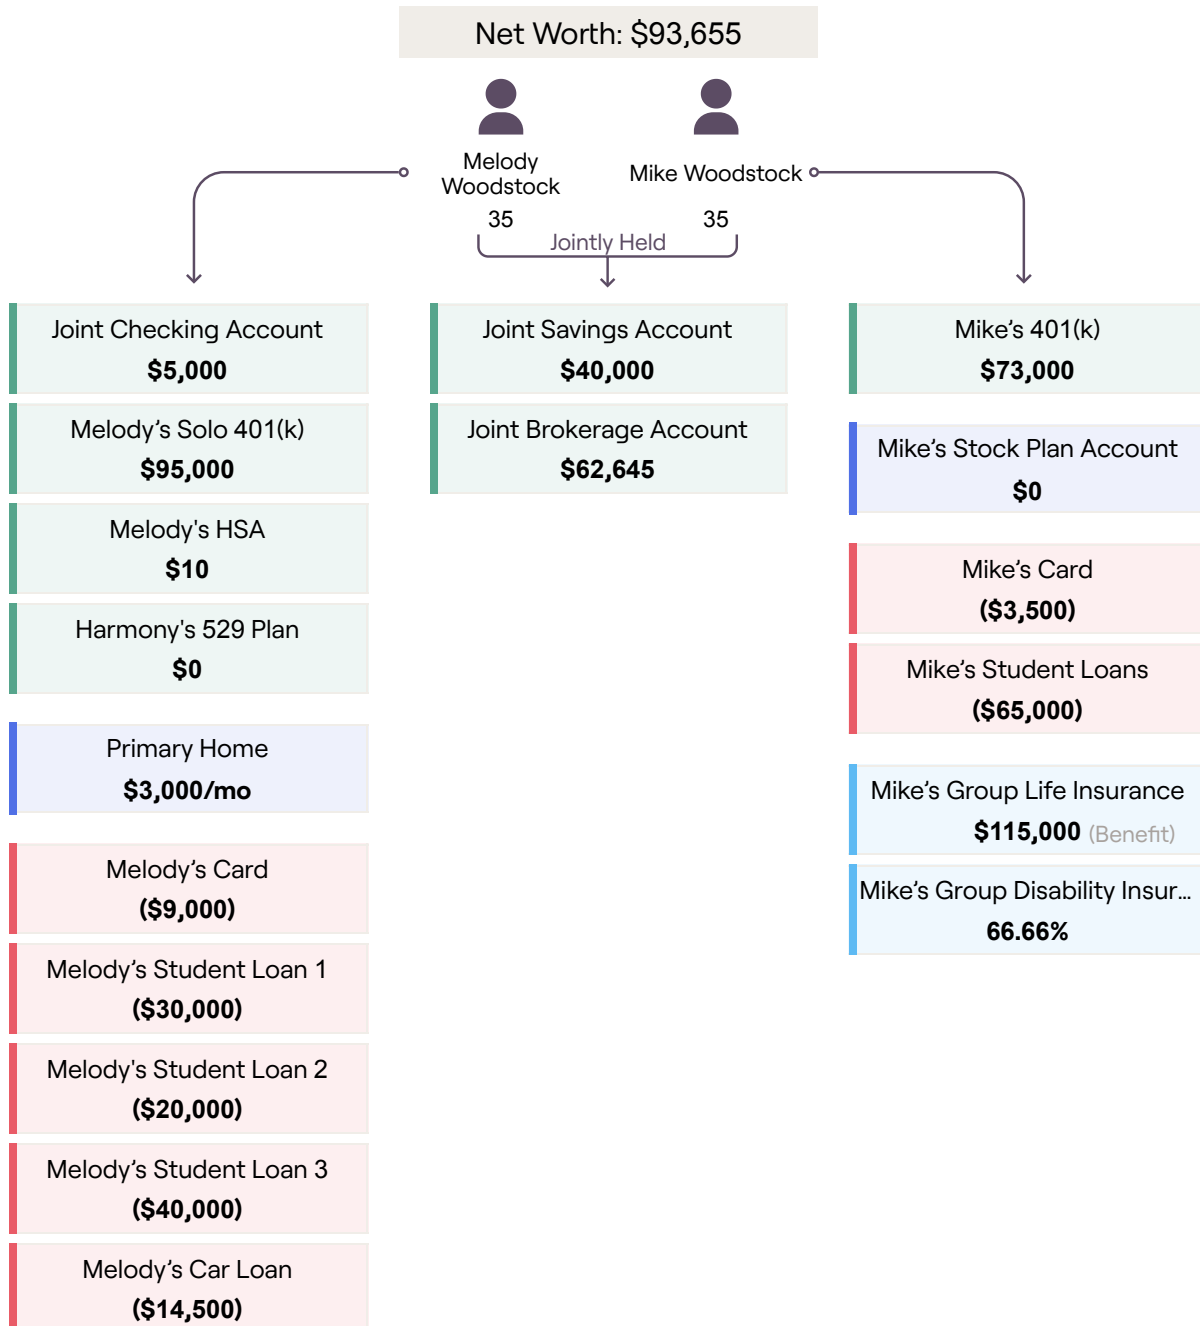 Net Worth: $93,655
Melody
Woodstock
35
Mike Woodstock
35
Jointly Held
Joint Checking Account
$5,000
Melody’s Solo 401(k)
$95,000
Melody's HSA
$10
Harmony's 529 Plan
$0
Primary Home
$3,000/mo
Melody’s Card
($9,000)
Melody’s Student Loan 1
($30,000)
Melody's Student Loan 2
($20,000)
Melody’s Student Loan 3
($40,000)
Melody’s Car Loan
($14,500)
Joint Savings Account
$40,000
Joint Brokerage Account
$62,645
Mike’s 401(k)
$73,000
Mike’s Stock Plan Account
$0
Mike’s Card
($3,500)
Mike’s Student Loans
($65,000)
Mike’s Group Life Insurance
$115,000 (Benefit)
Mike’s Group Disability Insur...
66.66%